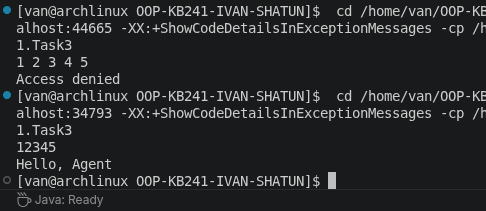 [van@archlinux OOP-KB241-IVAN-SHATUN]$  cd /home/van/OOP-KB
alhost:44665 -XX:+ShowCodeDetailsInExceptionMessages -cp /h
1.Task3
1 2 3 4 5
Access denied
[van@archlinux OOP-KB241-IVAN-SHATUN]$  cd /home/van/OOP-KB
alhost:34793 -XX:+ShowCodeDetailsInExceptionMessages -cp /h
1.Task3
12345
Hello, Agent
[van@archlinux OOP-KB241-IVAN-SHATUN]$
Java: Ready